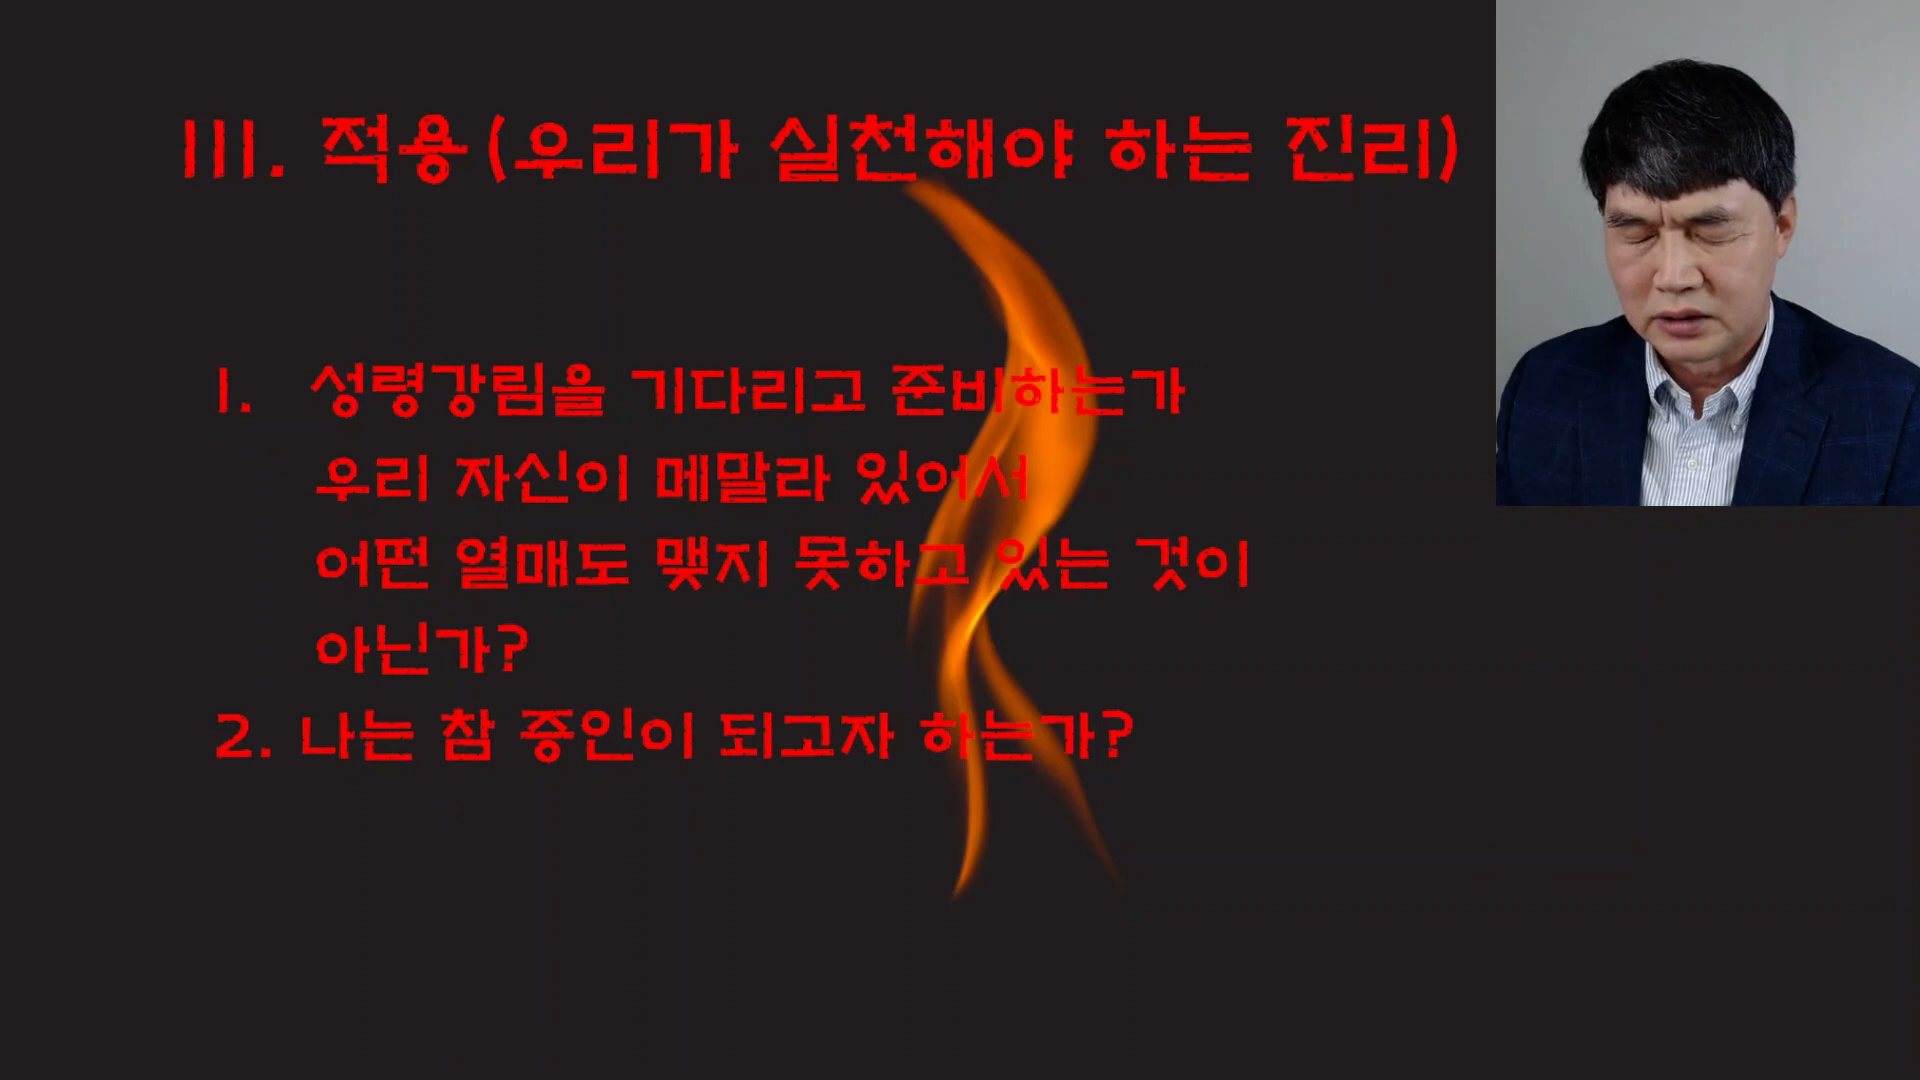 III. 적용(우리가 실천해야 하는 진리)
1. 성령강림을 기다리고 준비하는가
우리 자신이 메말라 있어서
어떤 열매도 맺지 못하고 있는 것이
아닌가?
2. 나는 참 증인이 되고자 하는가?